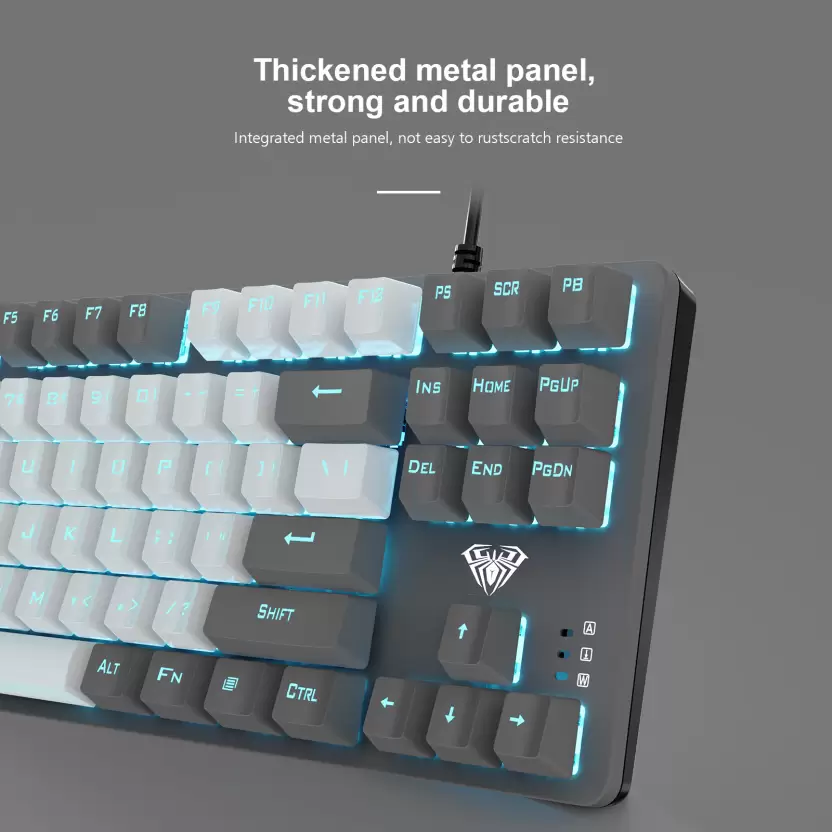 Thickened metal panel,
strong and durable
Integrated metal panel, not easy to rustscratch resistance
F5 F6 F7 F8 F9 F10 F11 F12 PS SCR PB
INS HOME PGUP
U I O P DEL END PGDN
J K L
M SHIFT
ALT FN CTRL
A
W